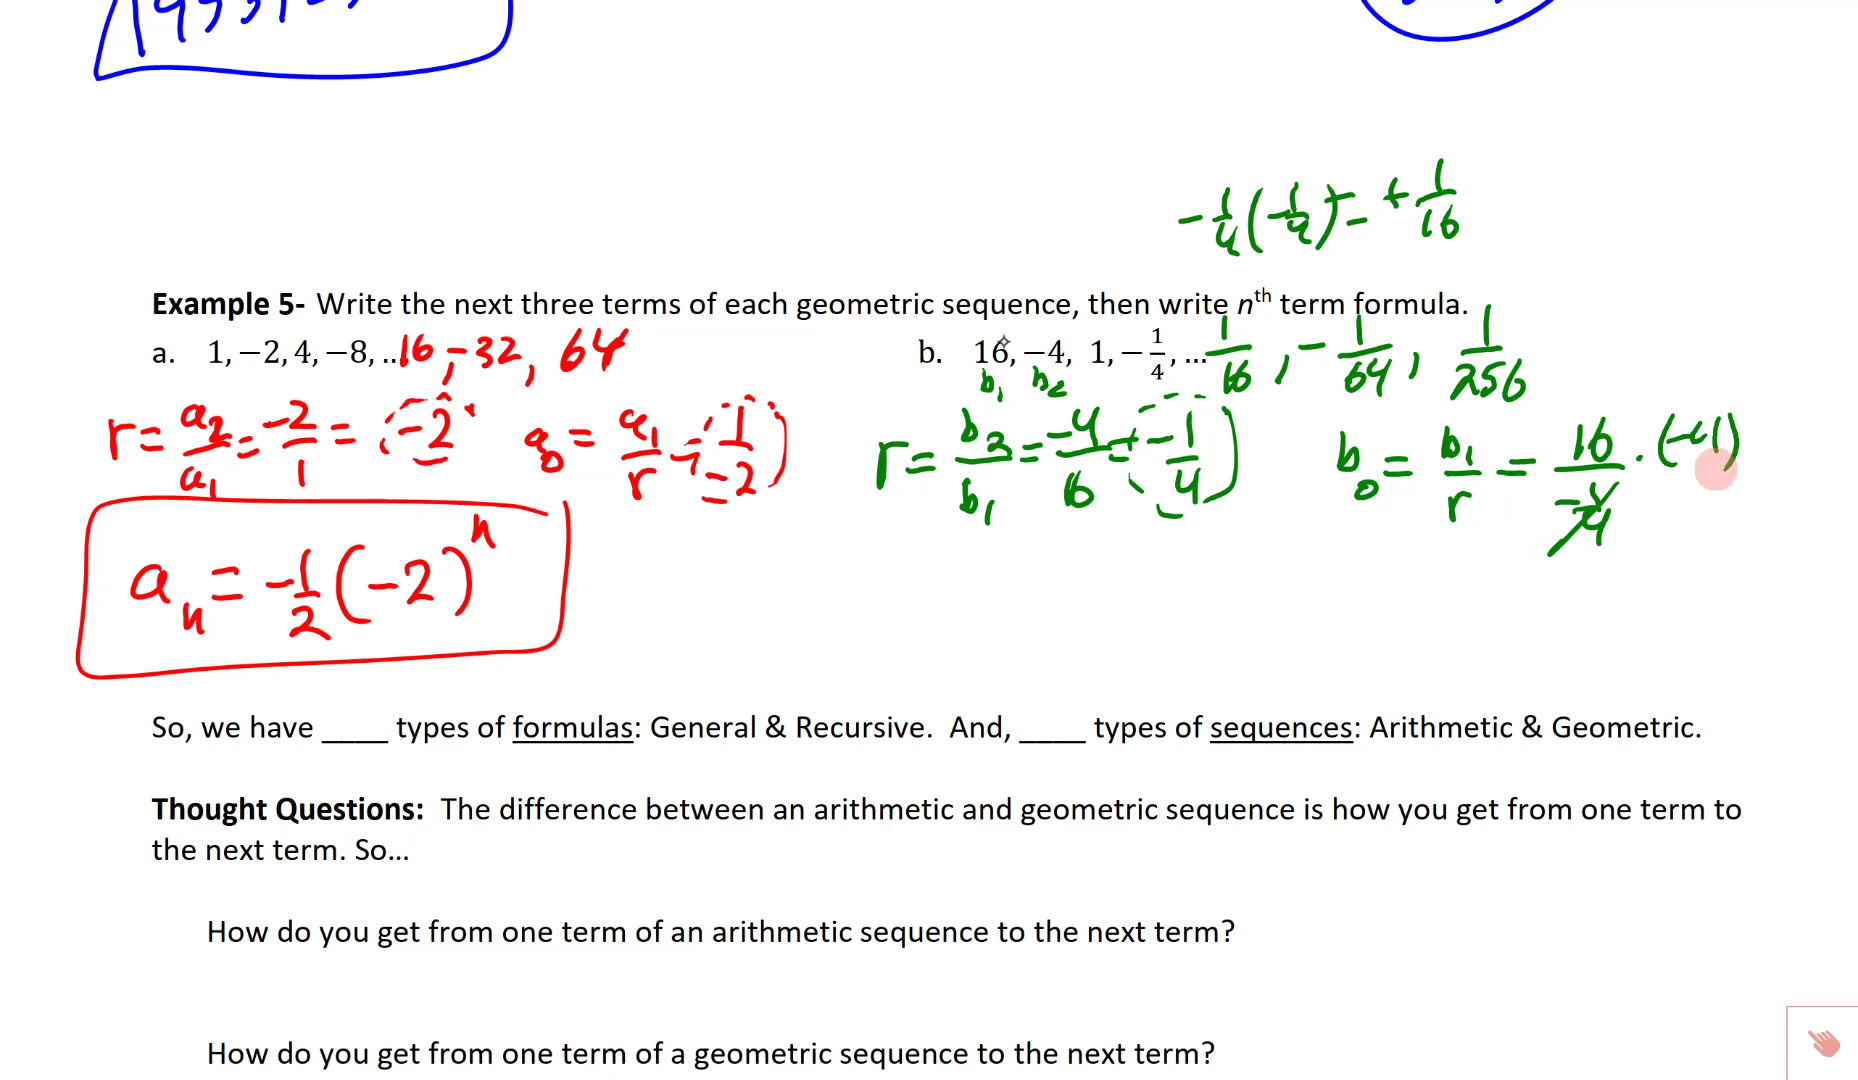 -1/4(-1/4) = +1/16
Example 5- Write the next three terms of each geometric sequence, then write nth term formula.
a. 1, −2, 4, −8, ... 16, -32, 64
b. 16, −4, 1, −1/4, ... 1/16, -1/64, 1/256
b1 b2
r = a2/a1 = -2/1 = -2 a0 = a1/r = 1/-2
r = b2/b1 = -4/16 = -1/4 b0 = b1/r = 16/
an = -1/2(-2)^n
So, we have ____ types of formulas: General & Recursive. And, ____ types of sequences: Arithmetic & Geometric.
Thought Questions: The difference between an arithmetic and geometric sequence is how you get from one term to
the next term. So...
How do you get from one term of an arithmetic sequence to the next term?
How do you get from one term of a geometric sequence to the next term?